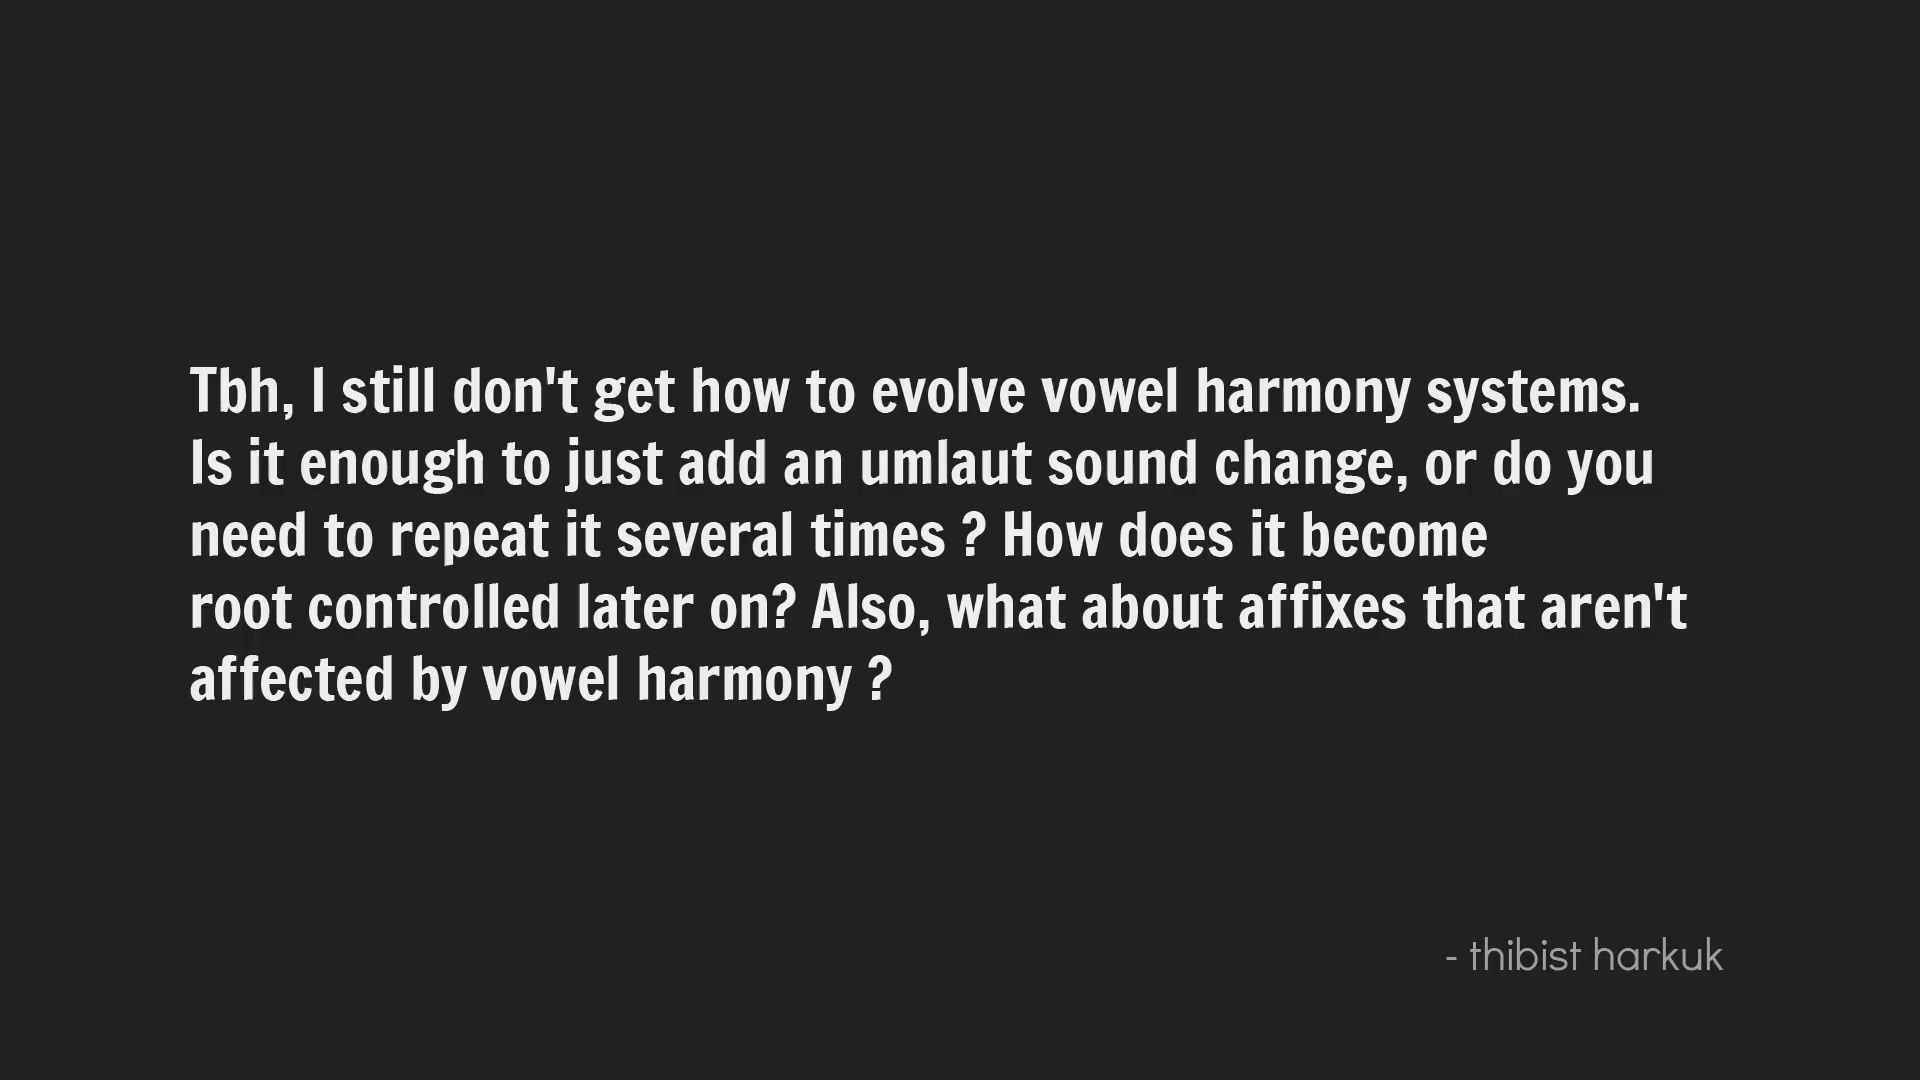 Tbh, I still don't get how to evolve vowel harmony systems.
Is it enough to just add an umlaut sound change, or do you
need to repeat it several times ? How does it become
root controlled later on? Also, what about affixes that aren't
affected by vowel harmony ?
- thibist harkuk